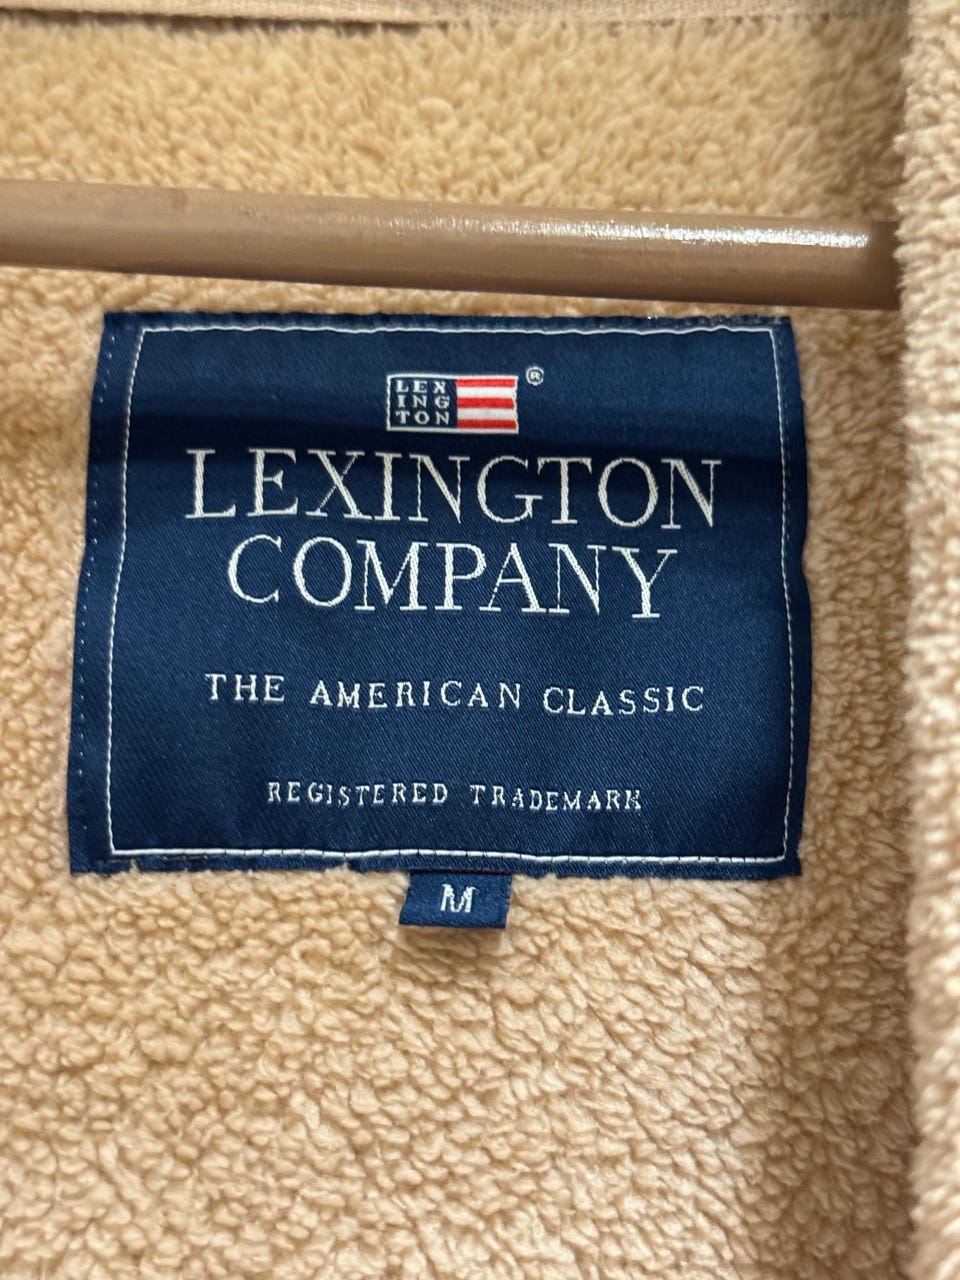 LEX
ING
TON
®
LEXINGTON
COMPANY
THE AMERICAN CLASSIC
REGISTERED TRADEMARK
M